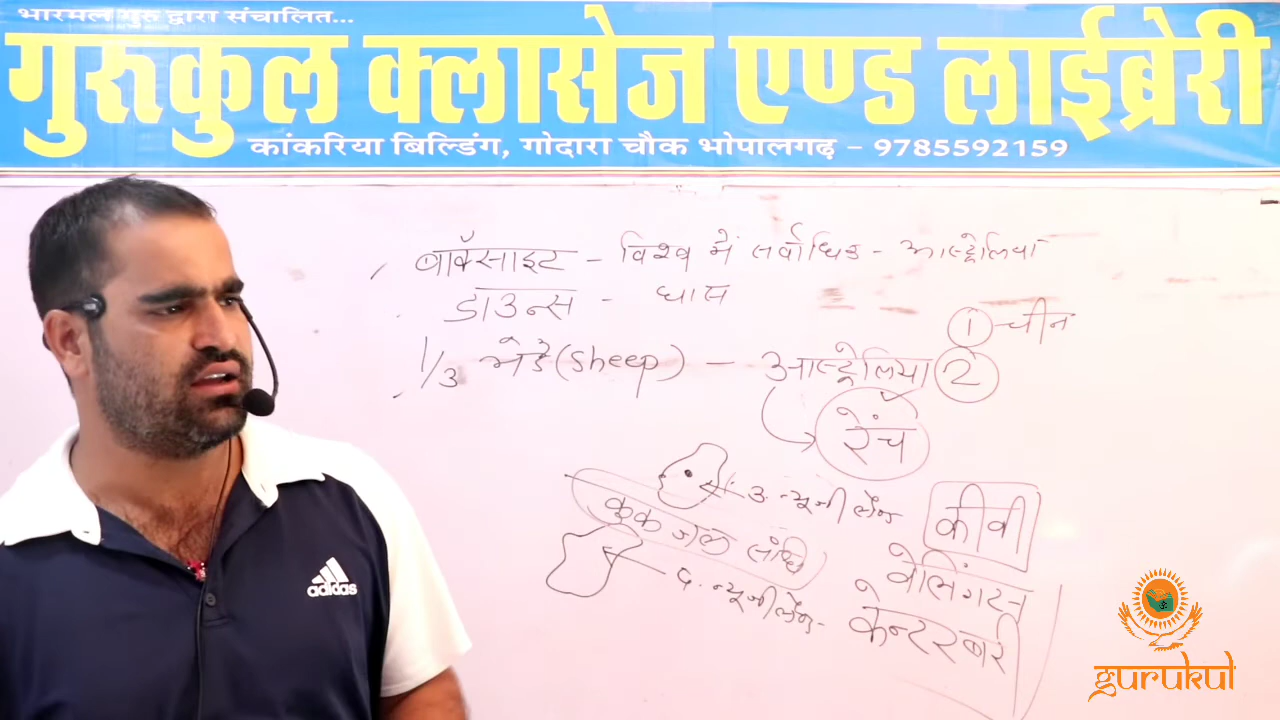 भारमल गुरु द्वारा संचालित...
गुरुकुल क्लासेज एण्ड लाईब्रेरी
कांकरिया बिल्डिंग, गोदारा चौक भोपालगढ़ – 9785592159
बॉक्साइट – विश्व में सर्वाधिक – आस्ट्रेलिया
डाउन्स - घास
① चीन
1/3 भेडे (Sheep) – आस्ट्रेलिया ②
रेंच
उ. न्यूजीलैंड
कीवी
कूक जल संधि
वेलिंगटन
द. न्यूजीलैंड - केन्टरबरी
adidas
gurukul